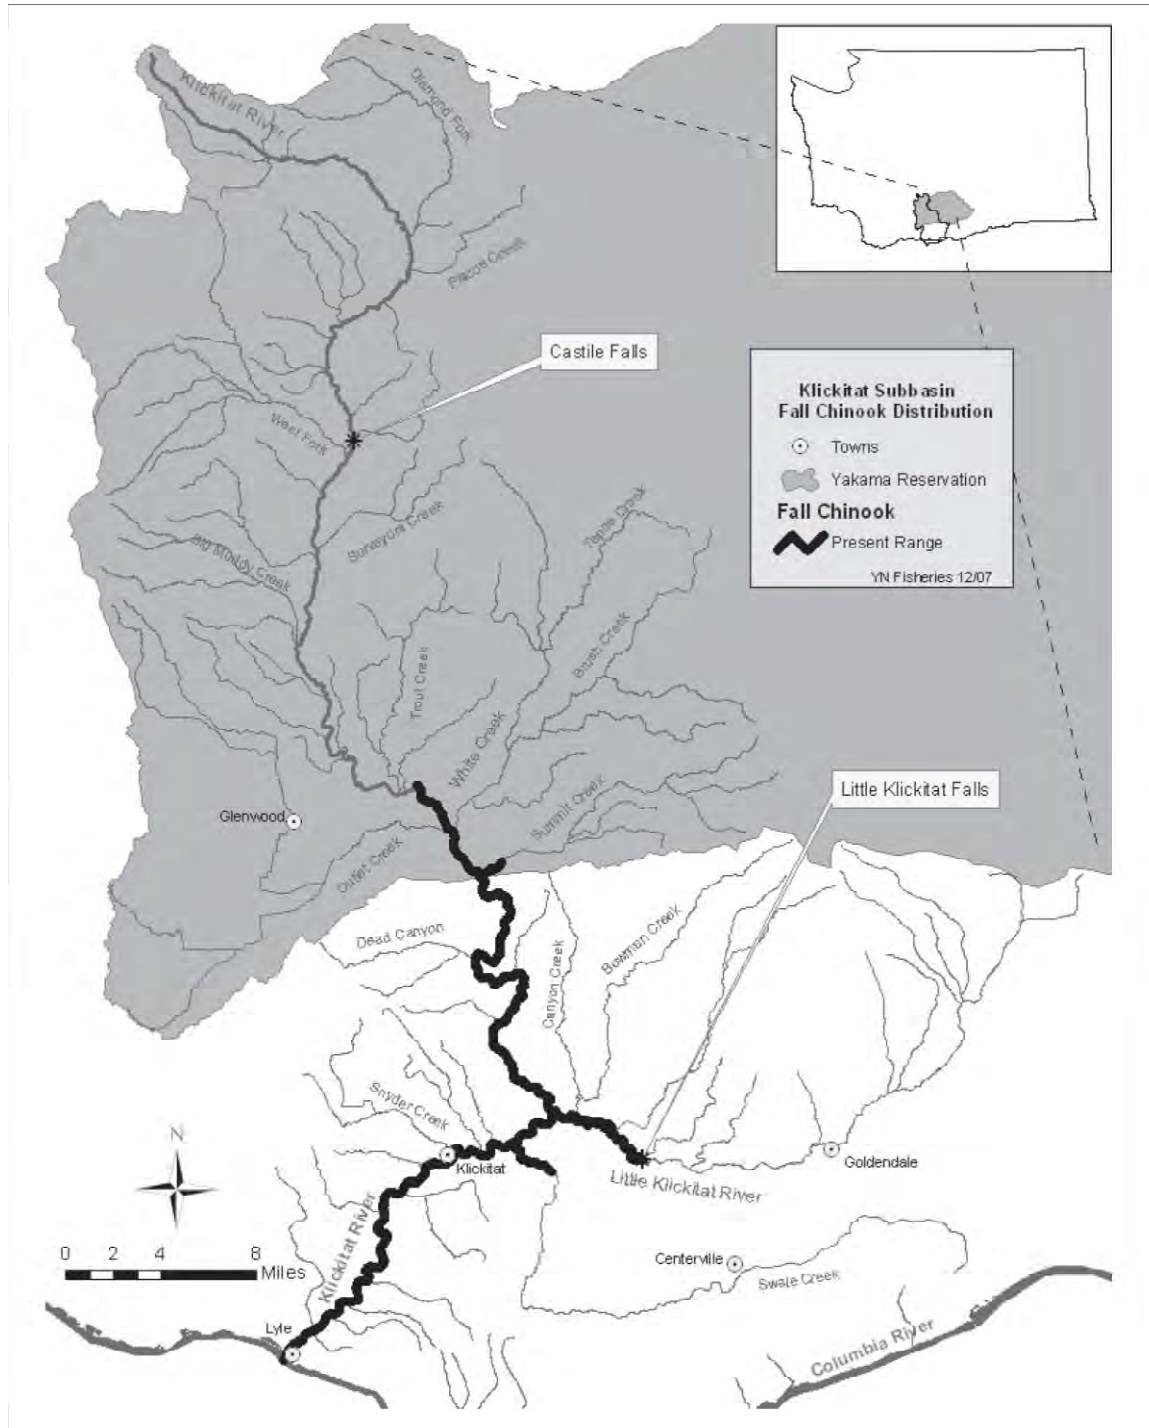 Klickitat River
Diamond Fork
Piscoe Creek
Castile Falls
Klickitat Subbasin
Fall Chinook Distribution
Towns
Yakama Reservation
Fall Chinook
Present Range
YN Fisheries 12/07
West Fork
Surveyors Creek
Big Muddy Creek
Tepee Creek
Brush Creek
Trout Creek
White Creek
Summit Creek
Little Klickitat Falls
Glenwood
Outlet Creek
Dead Canyon
Canyon Creek
Bowman Creek
Snyder Creek
N
Klickitat
Goldendale
Little Klickitat River
Klickitat River
0 2 4 8
Miles
Centerville
Swale Creek
Lyle
Columbia River